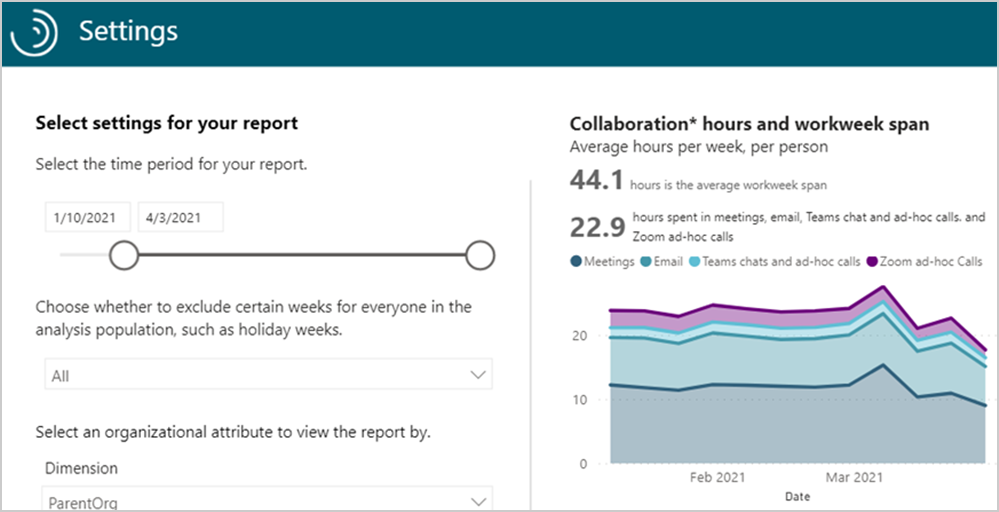 Settings
Select settings for your report
Select the time period for your report.
1/10/2021
4/3/2021
Choose whether to exclude certain weeks for everyone in the
analysis population, such as holiday weeks.
All
Select an organizational attribute to view the report by.
Dimension
ParentOrg
Collaboration* hours and workweek span
Average hours per week, per person
44.1 hours is the average workweek span
22.9 hours spent in meetings, email, Teams chat and ad-hoc calls. and
Zoom ad-hoc calls
Meetings Email Teams chats and ad-hoc calls Zoom ad-hoc Calls
20
10
0
Feb 2021 Mar 2021
Date